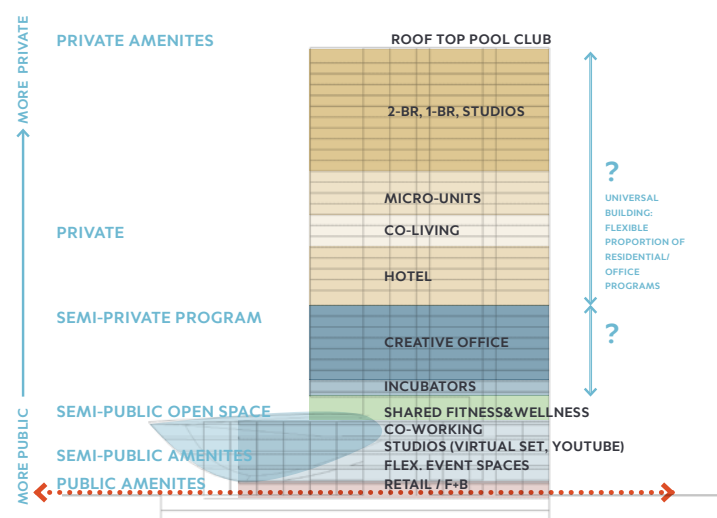 MORE PRIVATE
PRIVATE AMENITES
ROOF TOP POOL CLUB
2-BR, 1-BR, STUDIOS
?
UNIVERSAL
BUILDING:
FLEXIBLE
PROPORTION OF
RESIDENTIAL/
OFFICE
PROGRAMS
MICRO-UNITS
PRIVATE
CO-LIVING
HOTEL
SEMI-PRIVATE PROGRAM
?
CREATIVE OFFICE
INCUBATORS
MORE PUBLIC
SEMI-PUBLIC OPEN SPACE
SHARED FITNESS&WELLNESS
CO-WORKING
STUDIOS (VIRTUAL SET, YOUTUBE)
SEMI-PUBLIC AMENITES
FLEX. EVENT SPACES
PUBLIC AMENITES
RETAIL / F+B